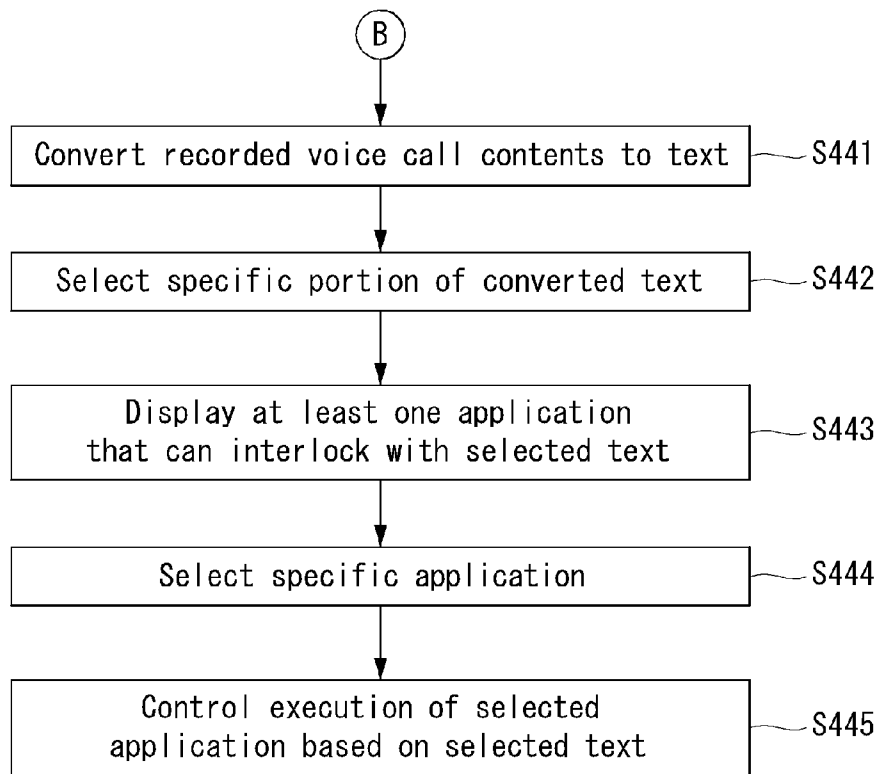 B
Convert recorded voice call contents to text
S441
Select specific portion of converted text
S442
Display at least one application
that can interlock with selected text
S443
Select specific application
S444
Control execution of selected
application based on selected text
S445